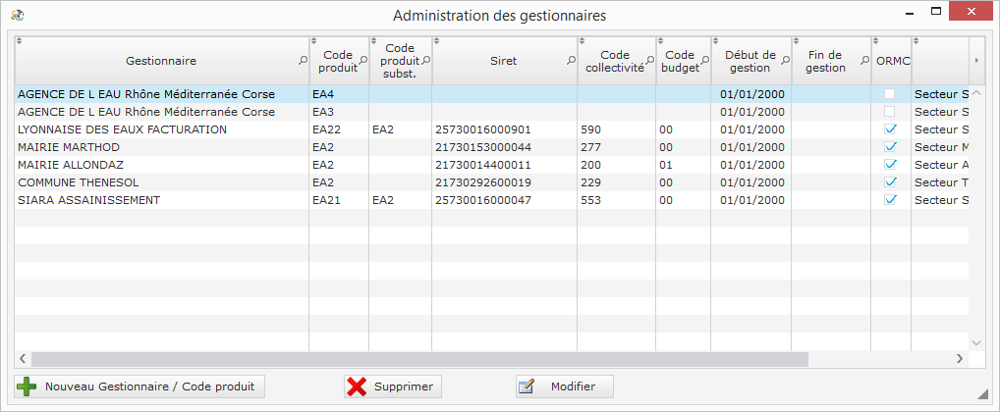 Administration des gestionnaires
Gestionnaire Code produit Code produit subst. Siret Code collectivité Code budget Début de gestion Fin de gestion ORMC
AGENCE DE L EAU Rhône Méditerranée Corse EA4 01/01/2000 Secteur S
AGENCE DE L EAU Rhône Méditerranée Corse EA3 01/01/2000 Secteur S
LYONNAISE DES EAUX FACTURATION EA22 EA2 25730016000901 590 00 01/01/2000 Secteur S
MAIRIE MARTHOD EA2 21730153000044 277 00 01/01/2000 Secteur M
MAIRIE ALLONDAZ EA2 21730014400011 200 01 01/01/2000 Secteur A
COMMUNE THENESOL EA2 21730292600019 229 00 01/01/2000 Secteur T
SIARA ASSAINISSEMENT EA21 EA2 25730016000047 553 00 01/01/2000 Secteur S
Nouveau Gestionnaire / Code produit Supprimer Modifier